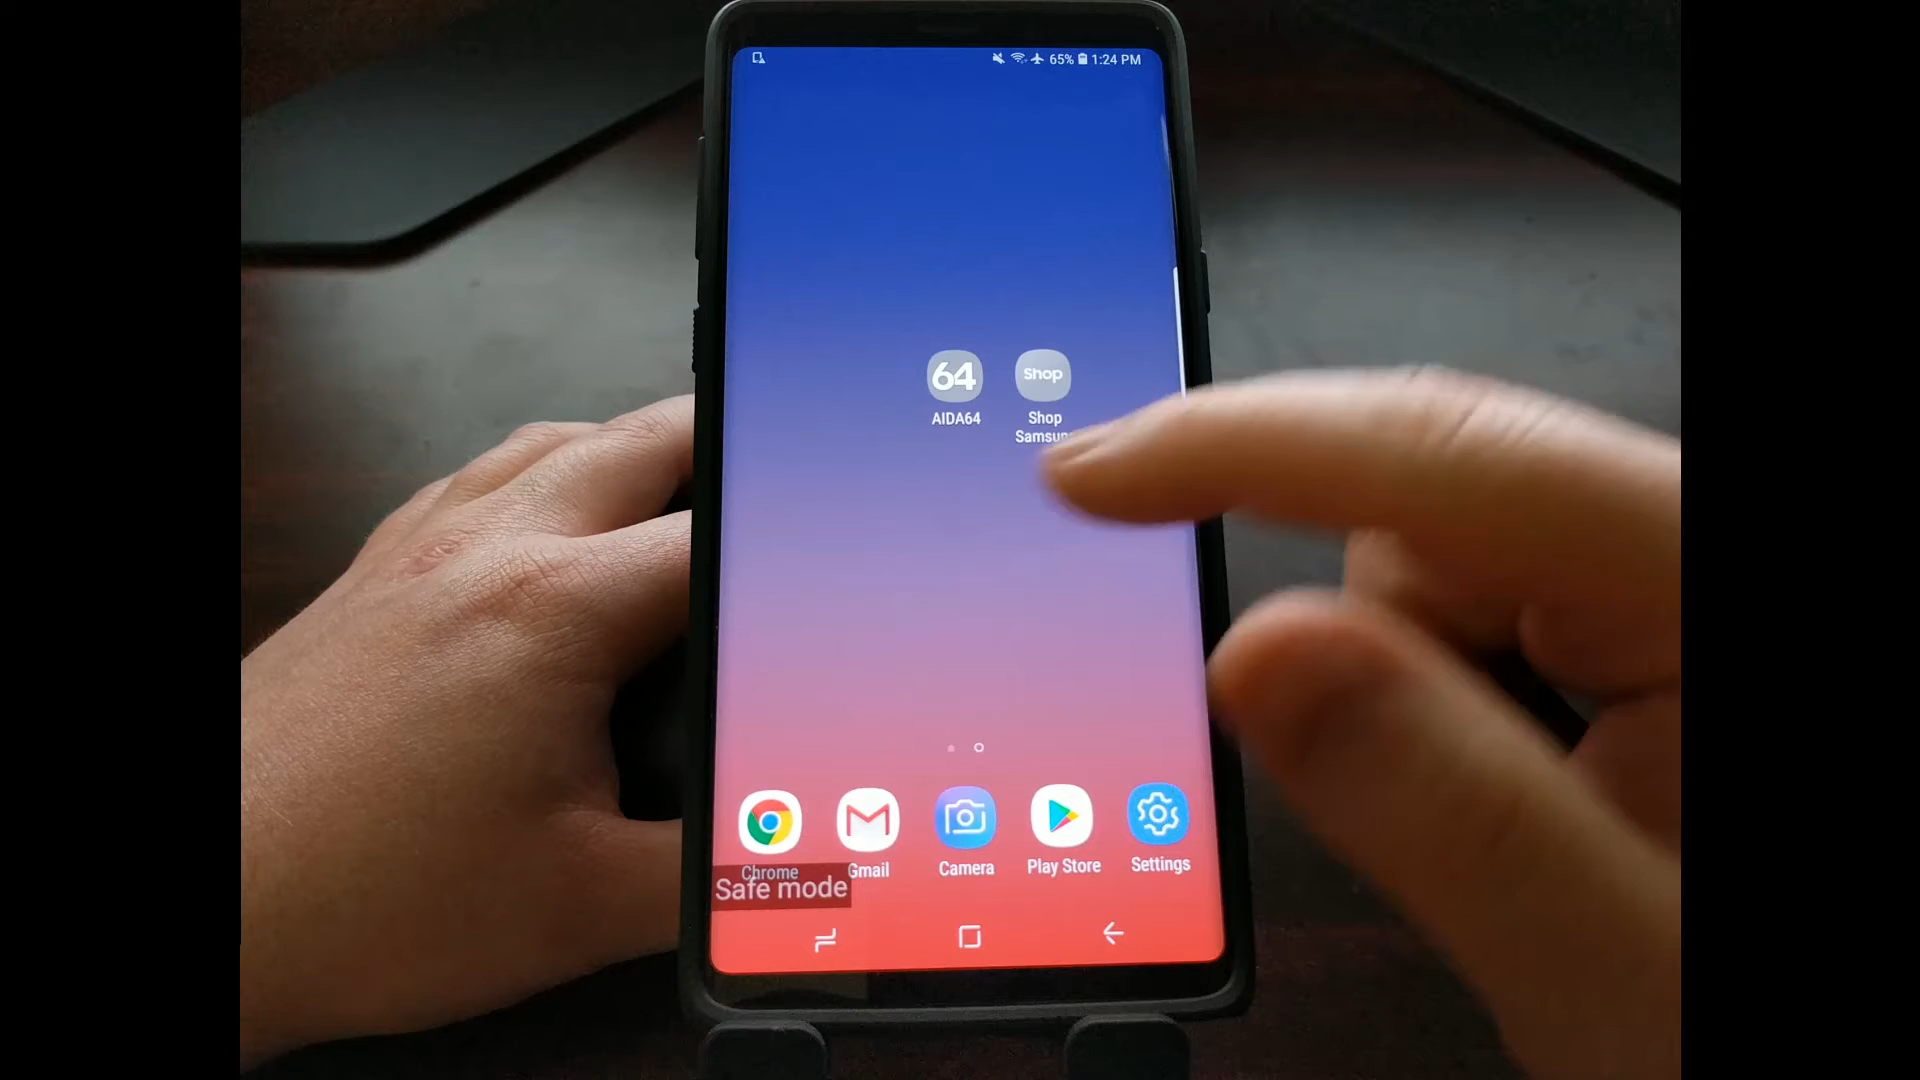 65% 1:24 PM
64
Shop
AIDA64
Shop
Chrome
Gmail
Camera
Play Store
Settings
Safe mode